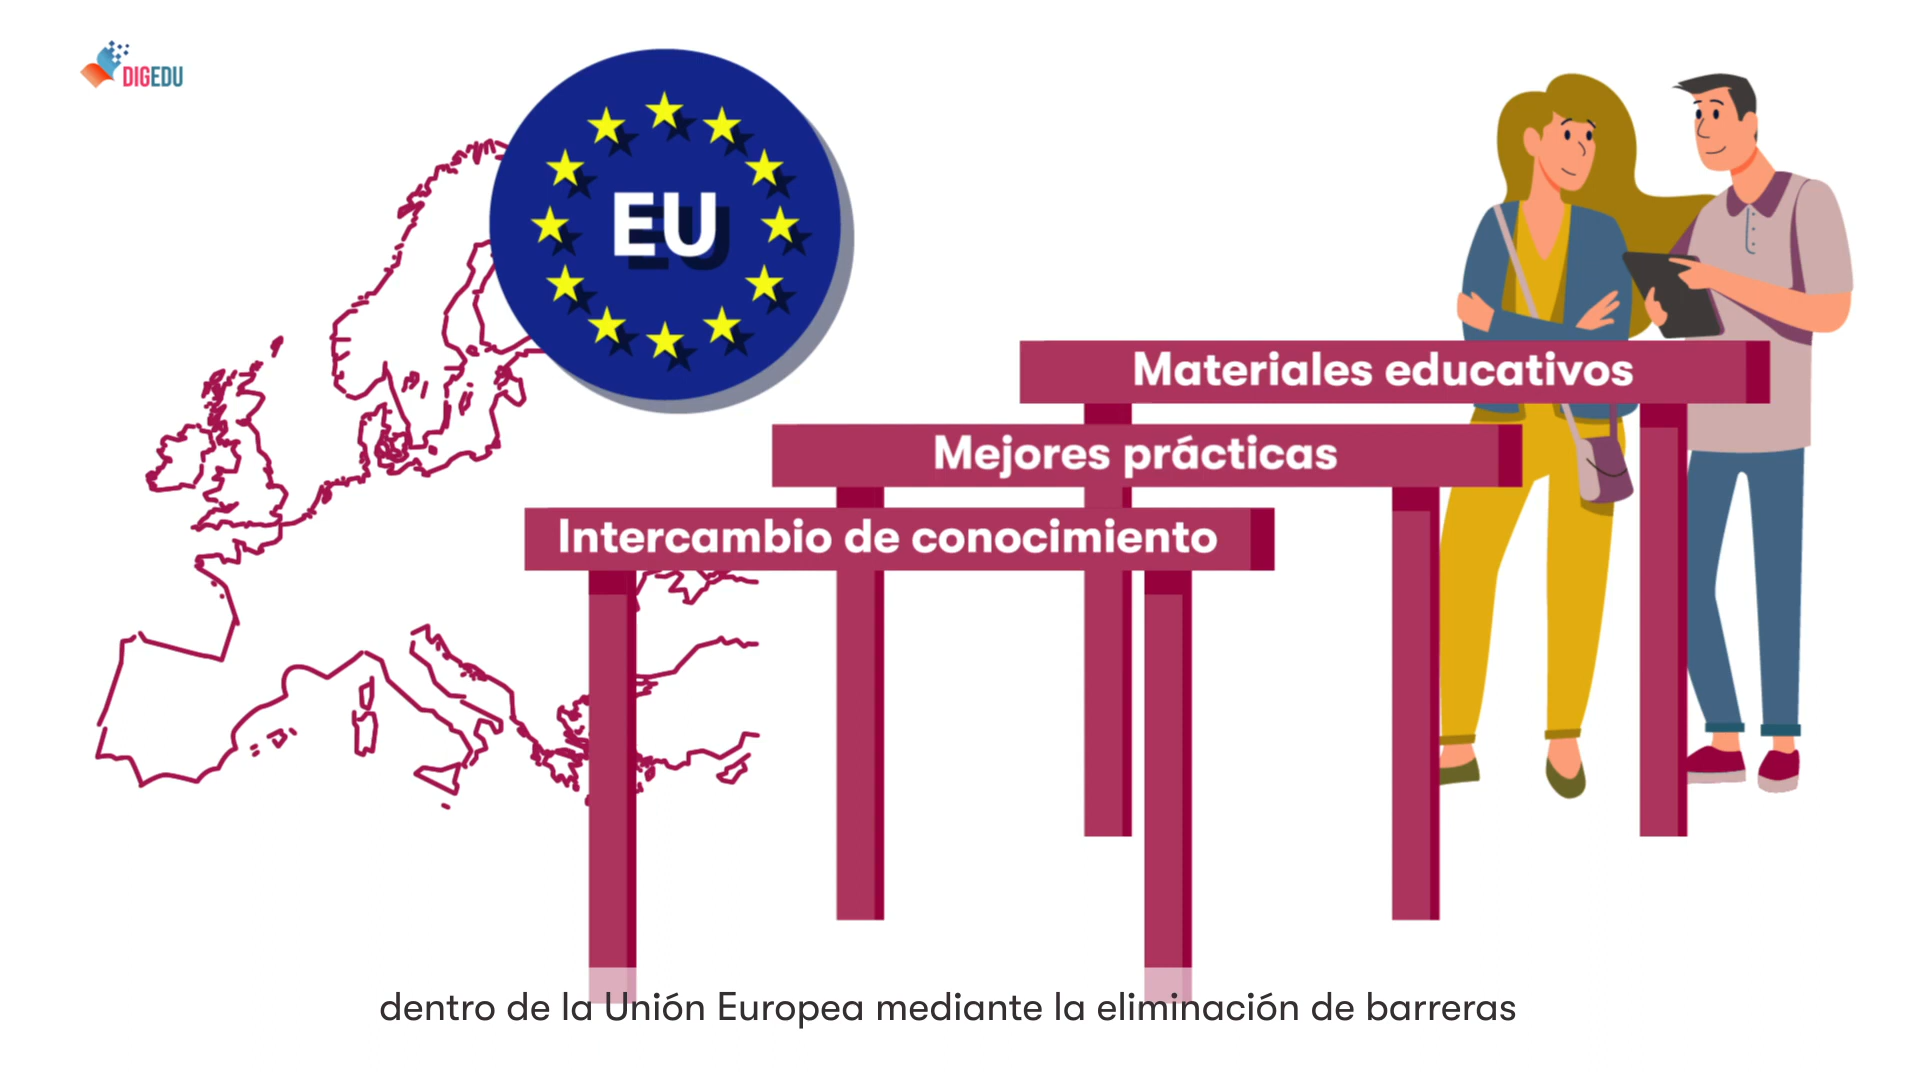 DIGEDU
EU
Materiales educativos
Mejores prácticas
Intercambio de conocimiento
dentro de la Unión Europea mediante la eliminación de barreras